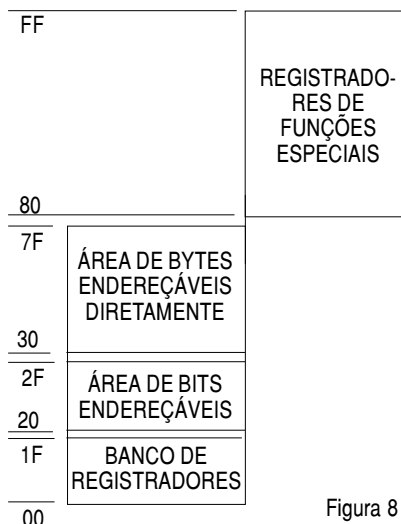 FF
REGISTRADO-
RES DE
FUNÇÕES
ESPECIAIS
80
7F
ÁREA DE BYTES
ENDEREÇÁVEIS
DIRETAMENTE
30
2F
ÁREA DE BITS
ENDEREÇÁVEIS
20
1F
BANCO DE
REGISTRADORES
00
Figura 8